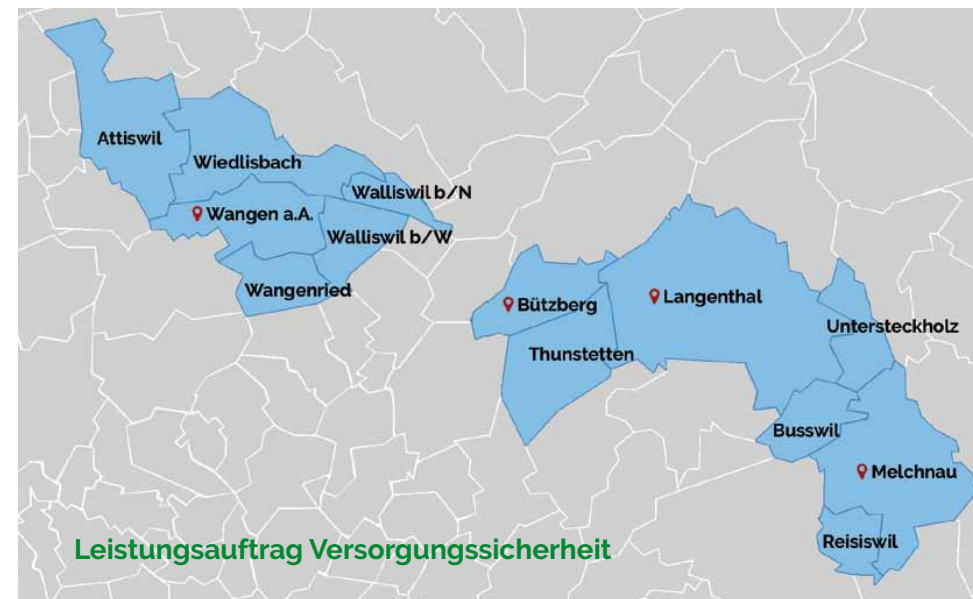 Attiswil
Wiedlisbach
Walliswil b/N
Wangen a.A.
Walliswil b/W
Wangenried
Bützberg
Langenthal
Untersteckholz
Thunstetten
Busswil
Melchnau
Reisiswil
Leistungsauftrag Versorgungssicherheit